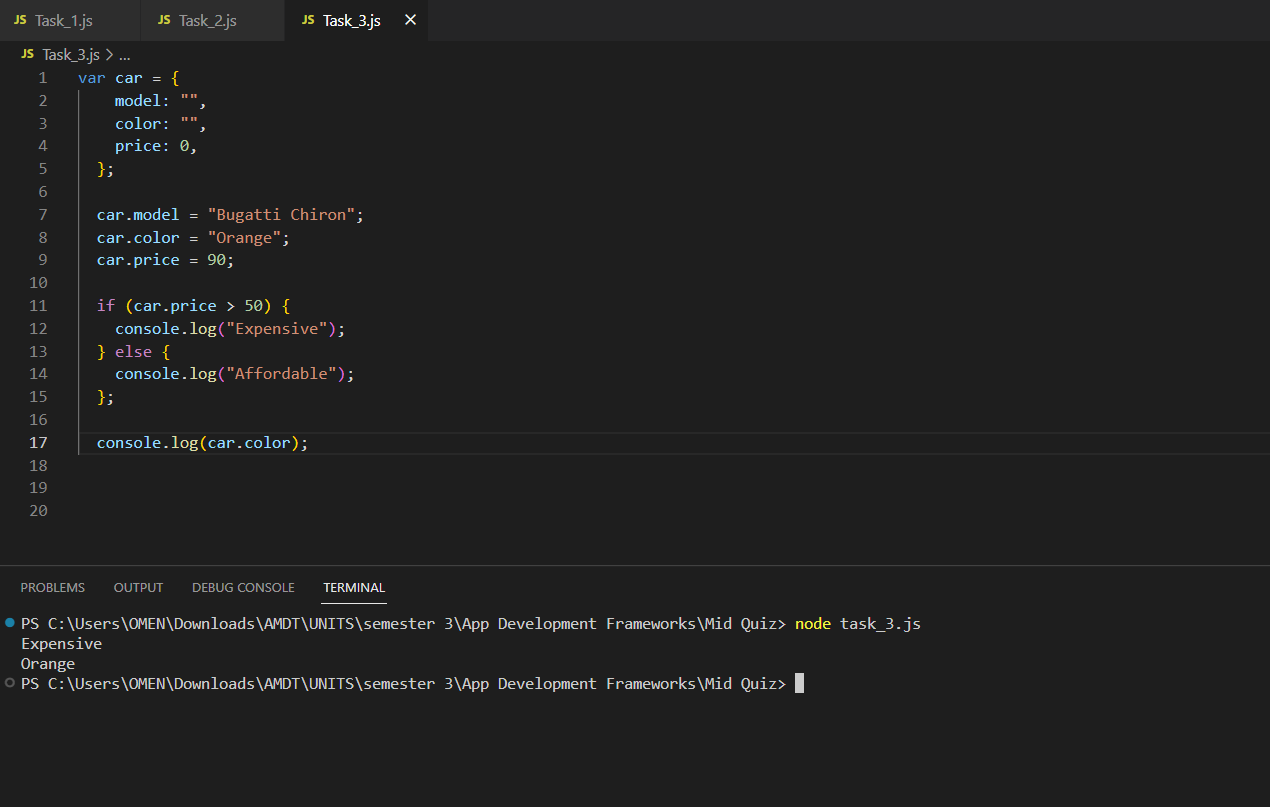 JS Task_1.js JS Task_2.js JS Task_3.js ✕
JS Task_3.js > ...
1 var car = {
2     model: "",
3     color: "",
4     price: 0,
5   };
6
7   car.model = "Bugatti Chiron";
8   car.color = "Orange";
9   car.price = 90;
10
11   if (car.price > 50) {
12     console.log("Expensive");
13   } else {
14     console.log("Affordable");
15   };
16
17   console.log(car.color);
18
19
20
PROBLEMS OUTPUT DEBUG CONSOLE TERMINAL
PS C:\Users\OMEN\Downloads\AMDT\UNITS\semester 3\App Development Frameworks\Mid Quiz> node task_3.js
Expensive
Orange
PS C:\Users\OMEN\Downloads\AMDT\UNITS\semester 3\App Development Frameworks\Mid Quiz>